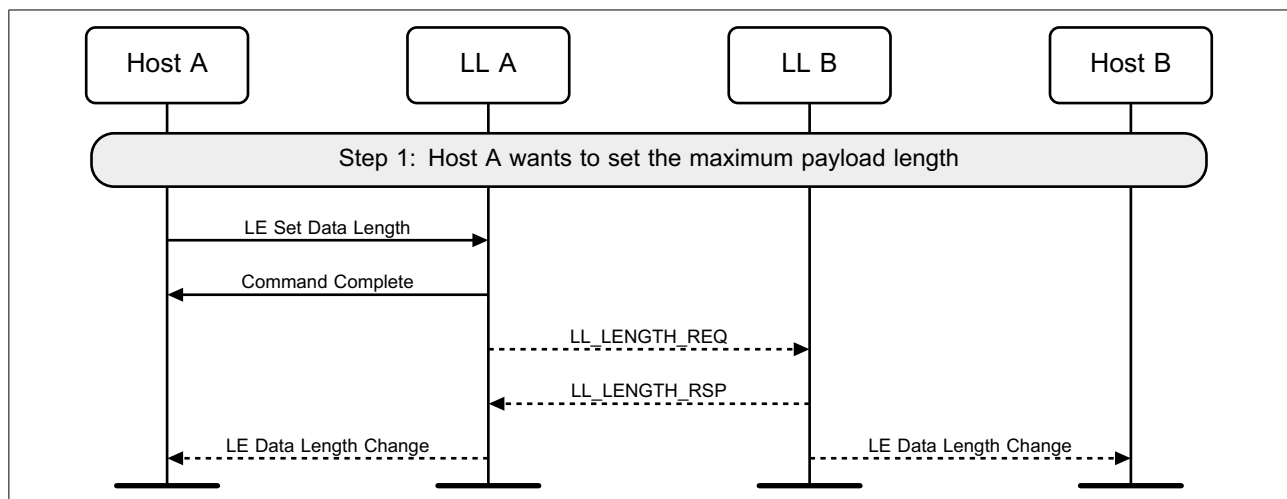 Host A
LL A
LL B
Host B
Step 1: Host A wants to set the maximum payload length
LE Set Data Length
Command Complete
LL_LENGTH_REQ
LL_LENGTH_RSP
LE Data Length Change
LE Data Length Change